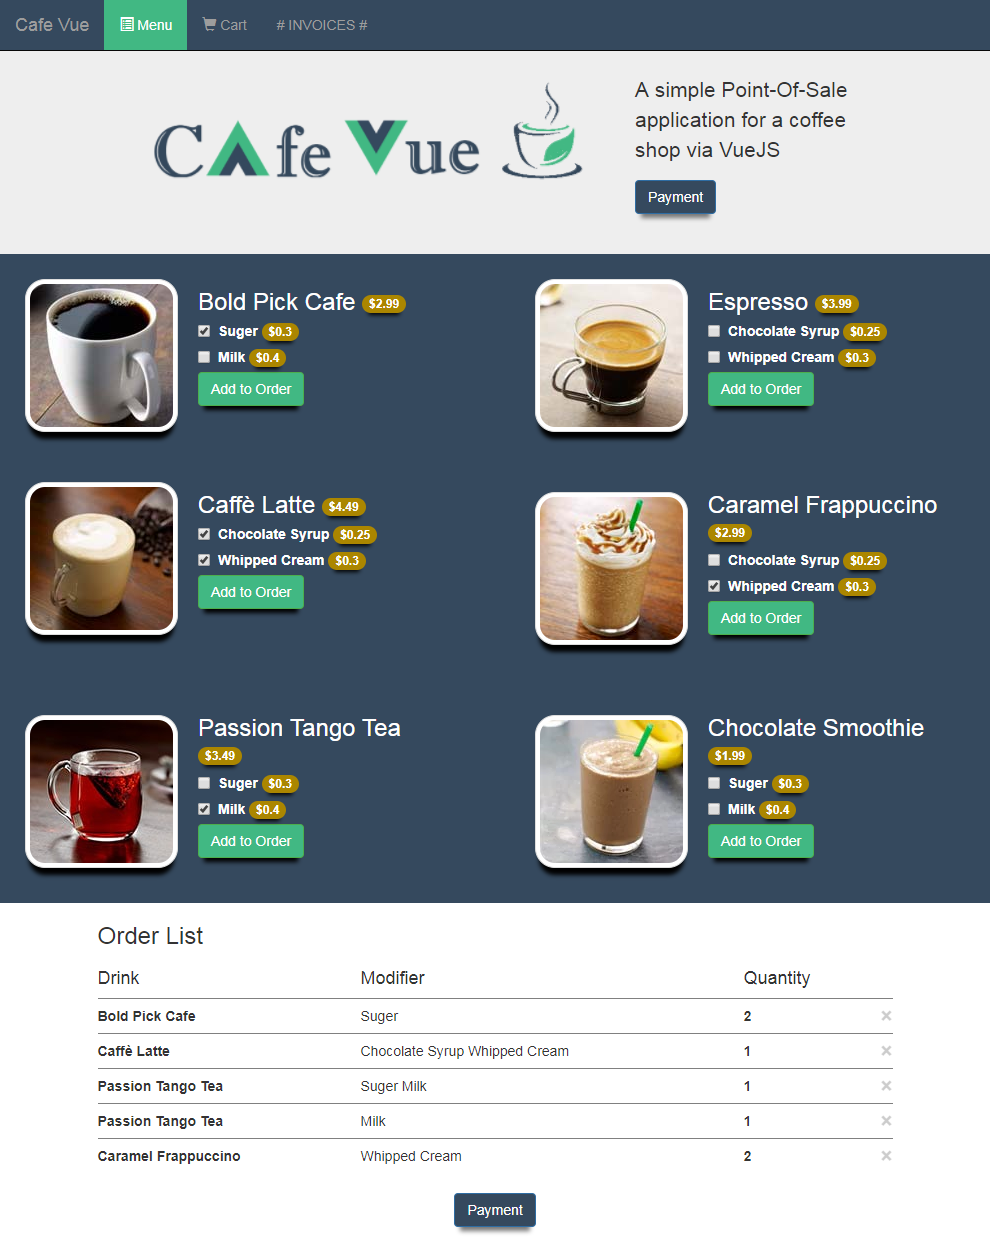 Cafe Vue Menu Cart # INVOICES #
Cafe Vue
A simple Point-Of-Sale
application for a coffee
shop via VueJS
Payment
Bold Pick Cafe $2.99
Suger $0.3
Milk $0.4
Add to Order
Espresso $3.99
Chocolate Syrup $0.25
Whipped Cream $0.3
Add to Order
Caffè Latte $4.49
Chocolate Syrup $0.25
Whipped Cream $0.3
Add to Order
Caramel Frappuccino
$2.99
Chocolate Syrup $0.25
Whipped Cream $0.3
Add to Order
Passion Tango Tea
$3.49
Suger $0.3
Milk $0.4
Add to Order
Chocolate Smoothie
$1.99
Suger $0.3
Milk $0.4
Add to Order
Order List
Drink Modifier Quantity
Bold Pick Cafe Suger 2 ×
Caffè Latte Chocolate Syrup Whipped Cream 1 ×
Passion Tango Tea Suger Milk 1 ×
Passion Tango Tea Milk 1 ×
Caramel Frappuccino Whipped Cream 2 ×
Payment